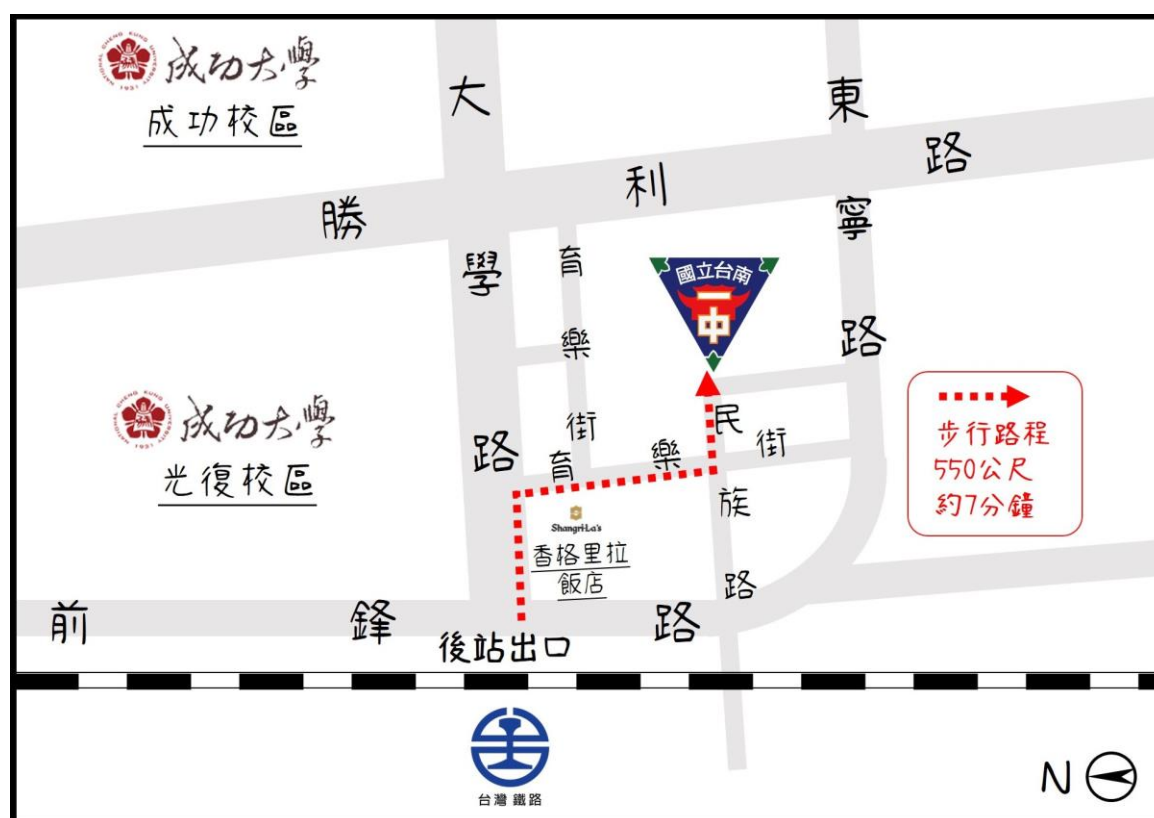 成功大學
成功校區
大學路
東寧路
勝利路
育樂街
國立台南
一中
成功大學
光復校區
育樂街
民族路
步行路程
550公尺
約7分鐘
Shangri-La's
香格里拉
飯店
前鋒路
後站出口
台灣鐵路
N